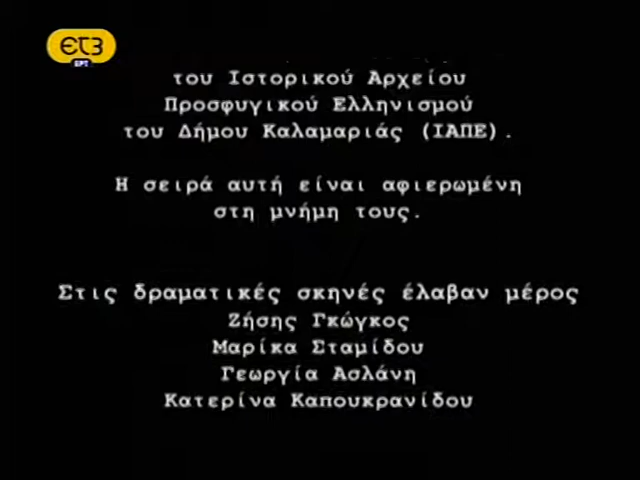 ετ3
ΕΡΤ
του Ιστορικού Αρχείου
Προσφυγικού Ελληνισμού
του Δήμου Καλαμαριάς (ΙΑΠΕ).
Η σειρά αυτή είναι αφιερωμένη
στη μνήμη τους.
Στις δραματικές σκηνές έλαβαν μέρος
Ζήσης Γκώγκος
Μαρίκα Σταμίδου
Γεωργία Ασλάνη
Κατερίνα Καπουκρανίδου